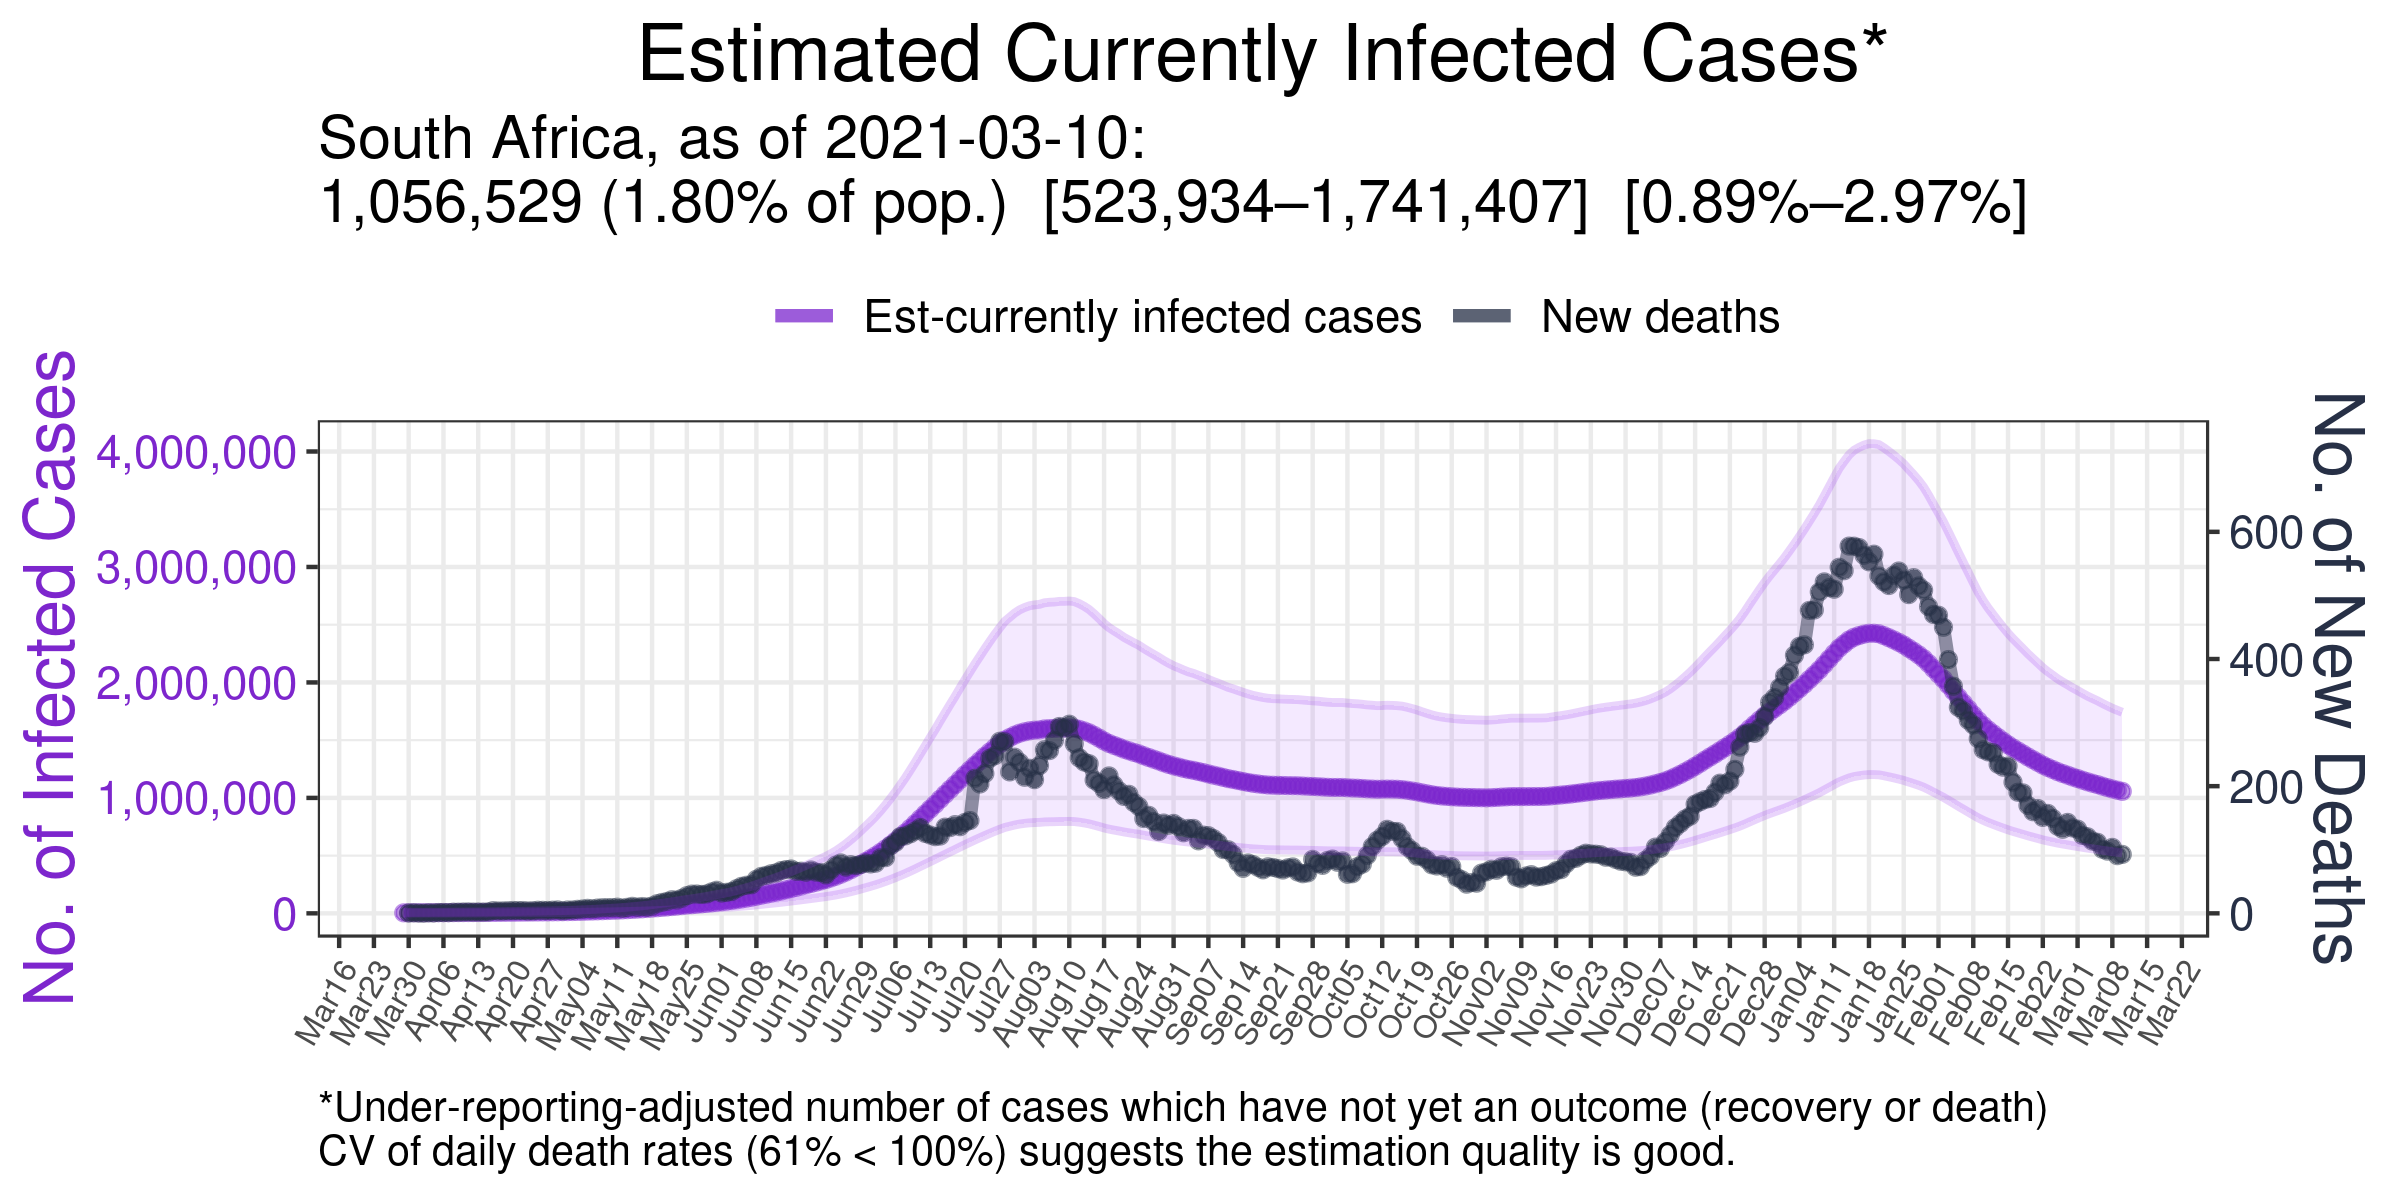 Estimated Currently Infected Cases*
South Africa, as of 2021-03-10:
1,056,529 (1.80% of pop.) [523,934–1,741,407] [0.89%–2.97%]
Est-currently infected cases
New deaths
No. of Infected Cases
4,000,000
3,000,000
2,000,000
1,000,000
0
No. of New Deaths
600
400
200
0
Mar16
Mar23
Mar30
Apr06
Apr13
Apr20
Apr27
May04
May11
May18
May25
Jun01
Jun08
Jun15
Jun22
Jun29
Jul06
Jul13
Jul20
Jul27
Aug03
Aug10
Aug17
Aug24
Aug31
Sep07
Sep14
Sep21
Sep28
Oct05
Oct12
Oct19
Oct26
Nov02
Nov09
Nov16
Nov23
Nov30
Dec07
Dec14
Dec21
Dec28
Jan04
Jan11
Jan18
Jan25
Feb01
Feb08
Feb15
Feb22
Mar01
Mar08
Mar15
Mar22
*Under-reporting-adjusted number of cases which have not yet an outcome (recovery or death)
CV of daily death rates (61% < 100%) suggests the estimation quality is good.